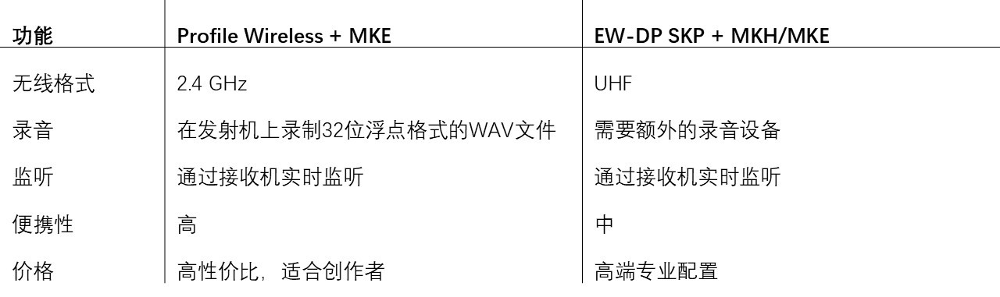 功能 Profile Wireless + MKE EW-DP SKP + MKH/MKE
无线格式 2.4 GHz UHF
录音 在发射机上录制32位浮点格式的WAV文件 需要额外的录音设备
监听 通过接收机实时监听 通过接收机实时监听
便携性 高 中
价格 高性价比，适合创作者 高端专业配置